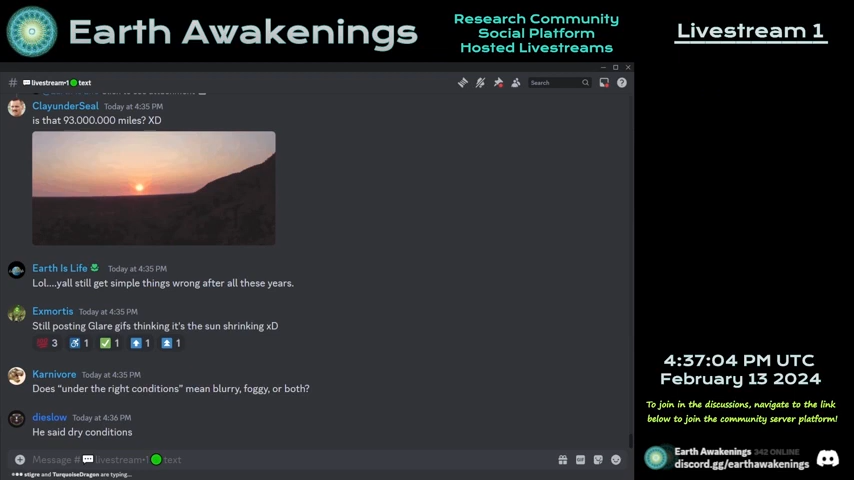 Earth Awakenings
Research Community
Social Platform
Hosted Livestreams
Livestream 1
# livestream-1 text
Search
ClayunderSeal Today at 4:35 PM
is that 93.000.000 miles? XD
Earth Is Life Today at 4:35 PM
Lol....yall still get simple things wrong after all these years.
Exmortis Today at 4:35 PM
Still posting Glare gifs thinking it's the sun shrinking xD
3 1 1 1 1
Karnivore Today at 4:35 PM
Does “under the right conditions” mean blurry, foggy, or both?
dieslow Today at 4:36 PM
He said dry conditions
Message # livestream-1 text
GIF
stigre and TurquoiseDragon are typing...
4:37:04 PM UTC
February 13 2024
To join in the discussions, navigate to the link
below to join the community server platform!
Earth Awakenings 342 ONLINE
discord.gg/earthawakenings